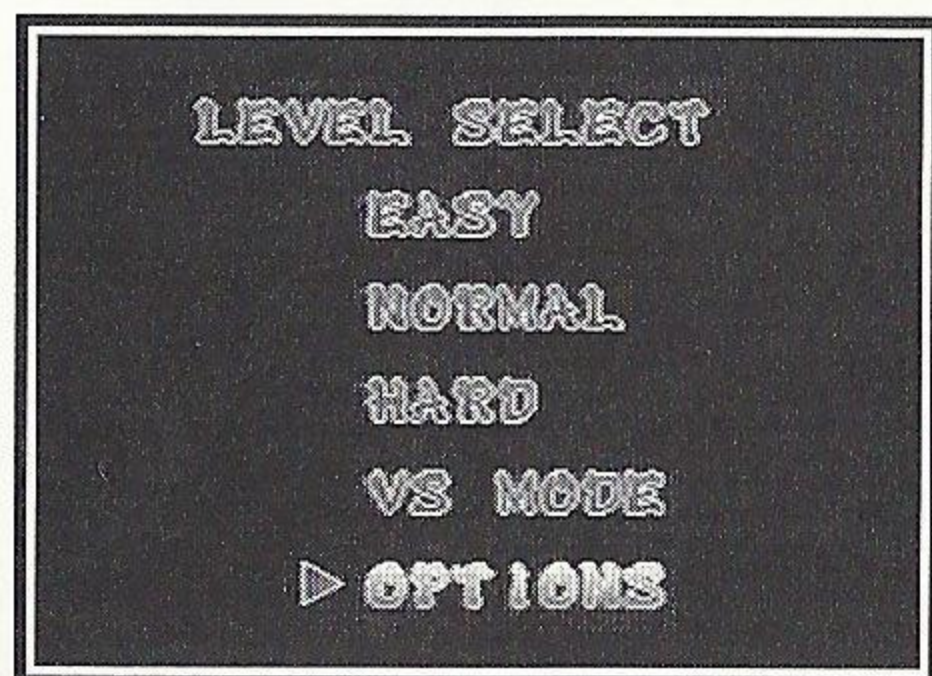 LEVEL SELECT
EASY
NORMAL
HARD
VS MODE
OPTIONS